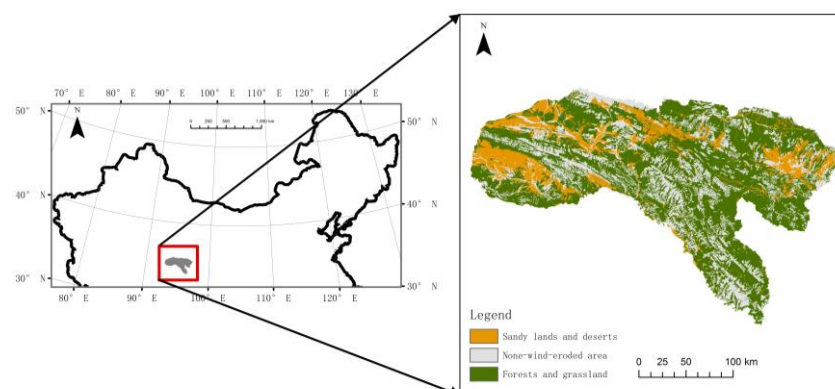 70° E 80° E 90° E 100° E 110° E 120° E 130° E
N
50° N
50° N
40° N
40° N
30° N
30° N
80° E 90° E 100° E 110° E 120° E
N
Legend
Sandy lands and deserts
None-wind-eroded area
Forests and grassland
0 25 50 100 km